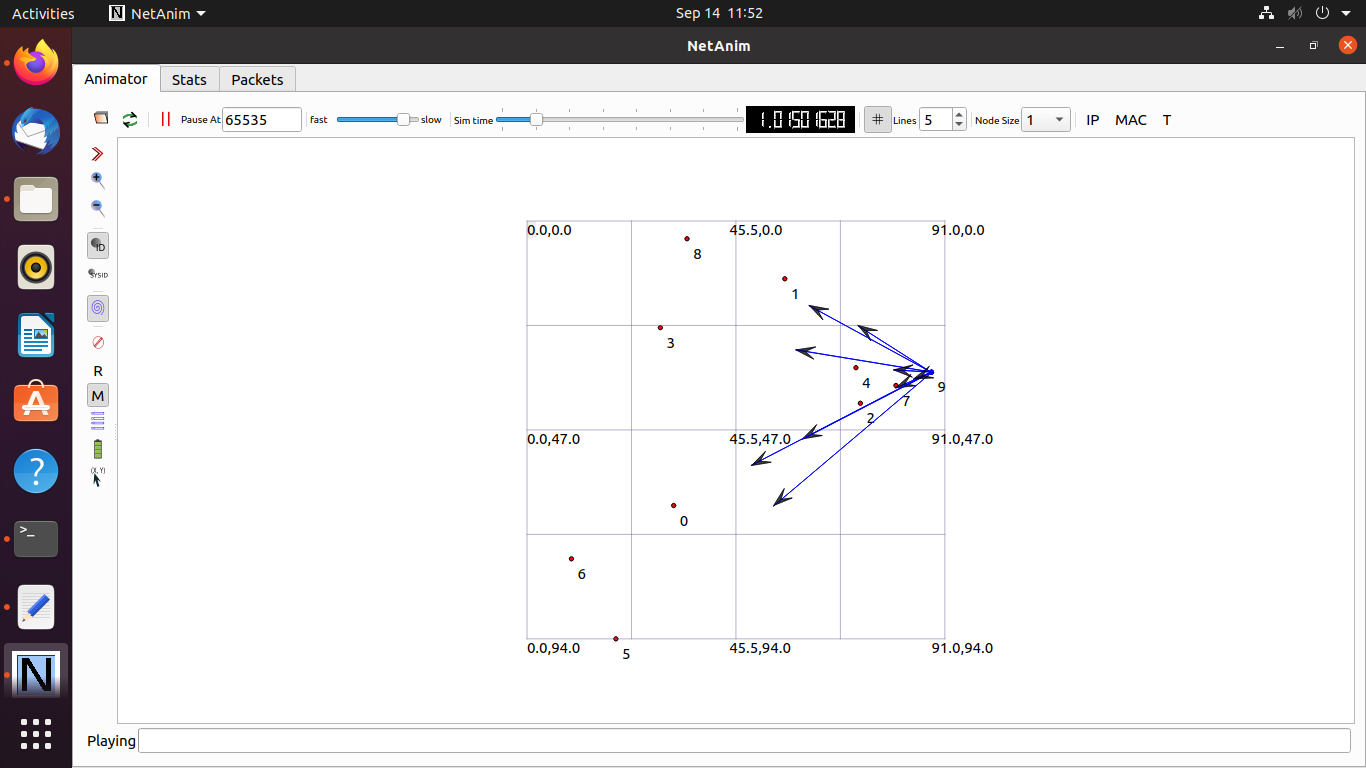 Activities NetAnim Sep 14 11:52
NetAnim
Animator Stats Packets
Pause At 65535 fast slow Sim time 1.01501628 # Lines 5 Node Size 1 IP MAC T
ID
SYSID
R
M
(X, Y)
0.0,0.0 45.5,0.0 91.0,0.0
8
1
3
4 9
7
2
0.0,47.0 45.5,47.0 91.0,47.0
0
6
0.0,94.0 45.5,94.0 91.0,94.0
5
>_
?
N
Playing